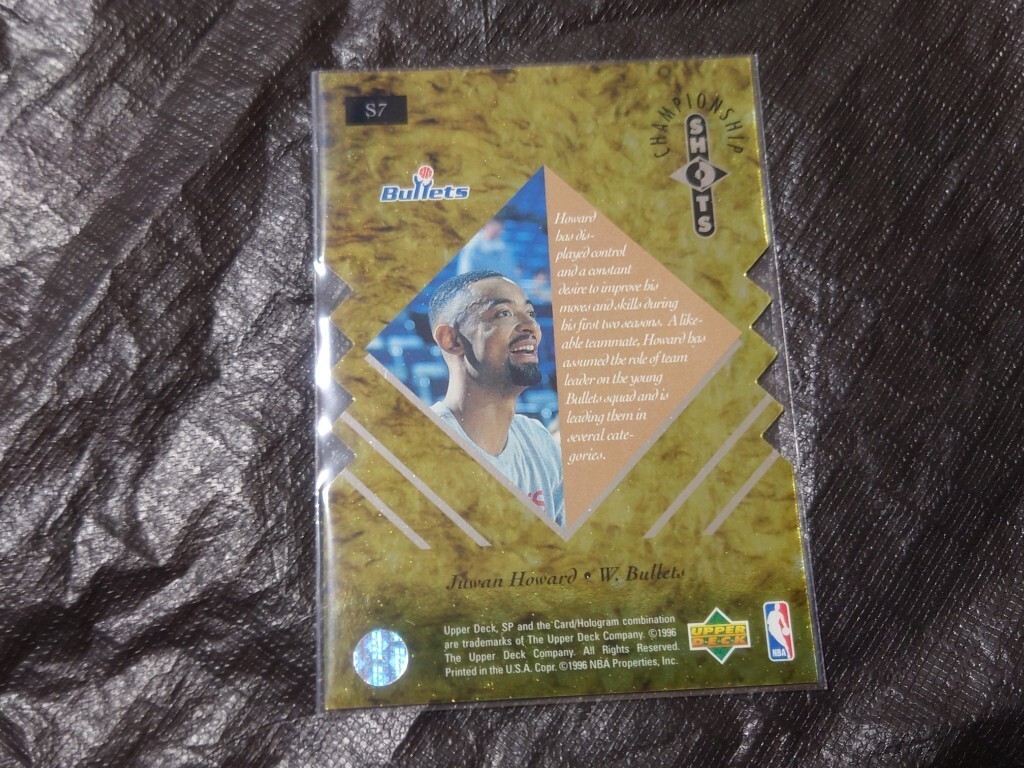 S7
CHAMPIONSHIP
SHOTS
Bullets
Howard
has dis-
played control
and a constant
desire to improve his
moves and skills during
his first two seasons. A like-
able teammate, Howard has
assumed the role of team
leader on the young
Bullets squad and is
leading them in
several cate-
gories.
Juwan Howard • W. Bullets
Upper Deck, SP and the Card/Hologram combination
are trademarks of The Upper Deck Company. ©1996
The Upper Deck Company. All Rights Reserved.
Printed in the U.S.A. Copr. ©1996 NBA Properties, Inc.
UPPER
DECK
NBA